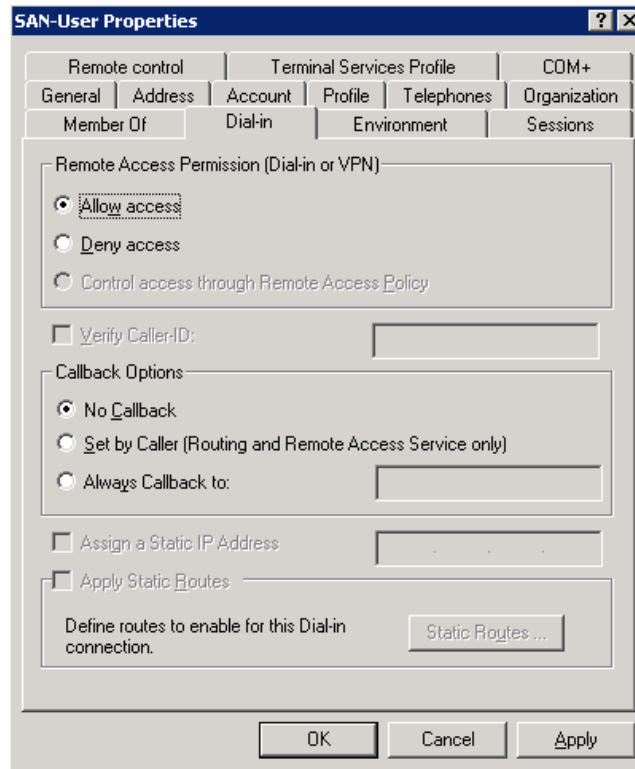 SAN-User Properties
Remote control Terminal Services Profile COM+
General Address Account Profile Telephones Organization
Member Of Dial-in Environment Sessions
Remote Access Permission (Dial-in or VPN)
Allow access
Deny access
Control access through Remote Access Policy
Verify Caller-ID:
Callback Options
No Callback
Set by Caller (Routing and Remote Access Service only)
Always Callback to:
Assign a Static IP Address
Apply Static Routes
Define routes to enable for this Dial-in
connection.
Static Routes ...
OK Cancel Apply